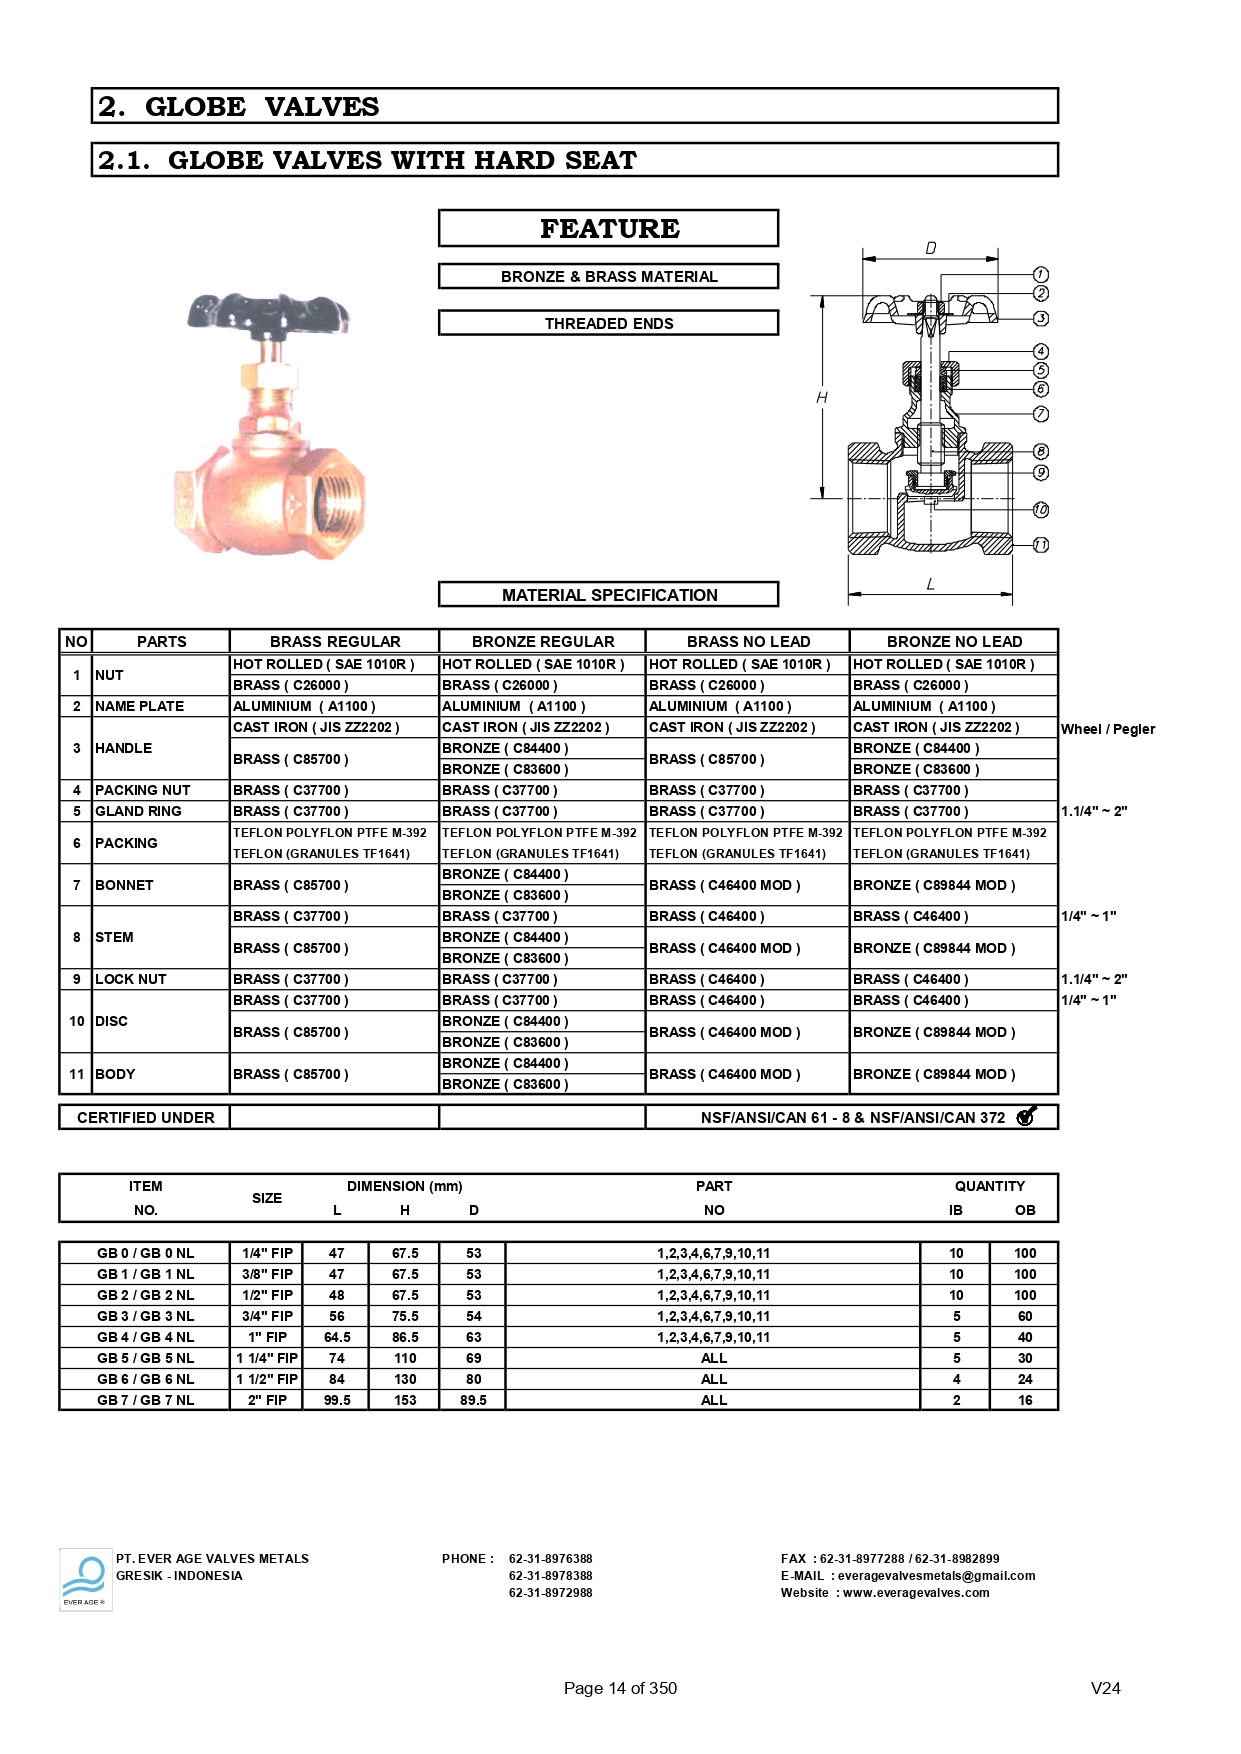 2. GLOBE VALVES
2.1. GLOBE VALVES WITH HARD SEAT
FEATURE
BRONZE & BRASS MATERIAL
THREADED ENDS
D
H
L
1
2
3
4
5
6
7
8
9
10
11
MATERIAL SPECIFICATION
NO PARTS BRASS REGULAR BRONZE REGULAR BRASS NO LEAD BRONZE NO LEAD
1 NUT HOT ROLLED ( SAE 1010R ) HOT ROLLED ( SAE 1010R ) HOT ROLLED ( SAE 1010R ) HOT ROLLED ( SAE 1010R )
BRASS ( C26000 ) BRASS ( C26000 ) BRASS ( C26000 ) BRASS ( C26000 )
2 NAME PLATE ALUMINIUM ( A1100 ) ALUMINIUM ( A1100 ) ALUMINIUM ( A1100 ) ALUMINIUM ( A1100 )
3 HANDLE CAST IRON ( JIS ZZ2202 ) CAST IRON ( JIS ZZ2202 ) CAST IRON ( JIS ZZ2202 ) CAST IRON ( JIS ZZ2202 ) Wheel / Pegler
BRASS ( C85700 ) BRONZE ( C84400 ) BRASS ( C85700 ) BRONZE ( C84400 )
BRONZE ( C83600 ) BRONZE ( C83600 )
4 PACKING NUT BRASS ( C37700 ) BRASS ( C37700 ) BRASS ( C37700 ) BRASS ( C37700 )
5 GLAND RING BRASS ( C37700 ) BRASS ( C37700 ) BRASS ( C37700 ) BRASS ( C37700 ) 1.1/4" ~ 2"
6 PACKING TEFLON POLYFLON PTFE M-392 TEFLON POLYFLON PTFE M-392 TEFLON POLYFLON PTFE M-392 TEFLON POLYFLON PTFE M-392
TEFLON (GRANULES TF1641) TEFLON (GRANULES TF1641) TEFLON (GRANULES TF1641) TEFLON (GRANULES TF1641)
7 BONNET BRASS ( C85700 ) BRONZE ( C84400 ) BRASS ( C46400 MOD ) BRONZE ( C89844 MOD )
BRONZE ( C83600 )
8 STEM BRASS ( C37700 ) BRASS ( C37700 ) BRASS ( C46400 ) BRASS ( C46400 ) 1/4" ~ 1"
BRASS ( C85700 ) BRONZE ( C84400 ) BRASS ( C46400 MOD ) BRONZE ( C89844 MOD )
BRONZE ( C83600 )
9 LOCK NUT BRASS ( C37700 ) BRASS ( C37700 ) BRASS ( C46400 ) BRASS ( C46400 ) 1.1/4" ~ 2"
10 DISC BRASS ( C37700 ) BRASS ( C37700 ) BRASS ( C46400 ) BRASS ( C46400 ) 1/4" ~ 1"
BRASS ( C85700 ) BRONZE ( C84400 ) BRASS ( C46400 MOD ) BRONZE ( C89844 MOD )
BRONZE ( C83600 )
11 BODY BRASS ( C85700 ) BRONZE ( C84400 ) BRASS ( C46400 MOD ) BRONZE ( C89844 MOD )
BRONZE ( C83600 )
CERTIFIED UNDER NSF/ANSI/CAN 61 - 8 & NSF/ANSI/CAN 372
ITEM SIZE DIMENSION (mm) PART QUANTITY
NO. L H D NO IB OB
GB 0 / GB 0 NL 1/4" FIP 47 67.5 53 1,2,3,4,6,7,9,10,11 10 100
GB 1 / GB 1 NL 3/8" FIP 47 67.5 53 1,2,3,4,6,7,9,10,11 10 100
GB 2 / GB 2 NL 1/2" FIP 48 67.5 53 1,2,3,4,6,7,9,10,11 10 100
GB 3 / GB 3 NL 3/4" FIP 56 75.5 54 1,2,3,4,6,7,9,10,11 5 60
GB 4 / GB 4 NL 1" FIP 64.5 86.5 63 1,2,3,4,6,7,9,10,11 5 40
GB 5 / GB 5 NL 1 1/4" FIP 74 110 69 ALL 5 30
GB 6 / GB 6 NL 1 1/2" FIP 84 130 80 ALL 4 24
GB 7 / GB 7 NL 2" FIP 99.5 153 89.5 ALL 2 16
EVER AGE ®
PT. EVER AGE VALVES METALS PHONE : 62-31-8976388 FAX : 62-31-8977288 / 62-31-8982899
GRESIK - INDONESIA 62-31-8978388 E-MAIL : everagevalvesmetals@gmail.com
62-31-8972988 Website : www.everagevalves.com
Page 14 of 350 V24